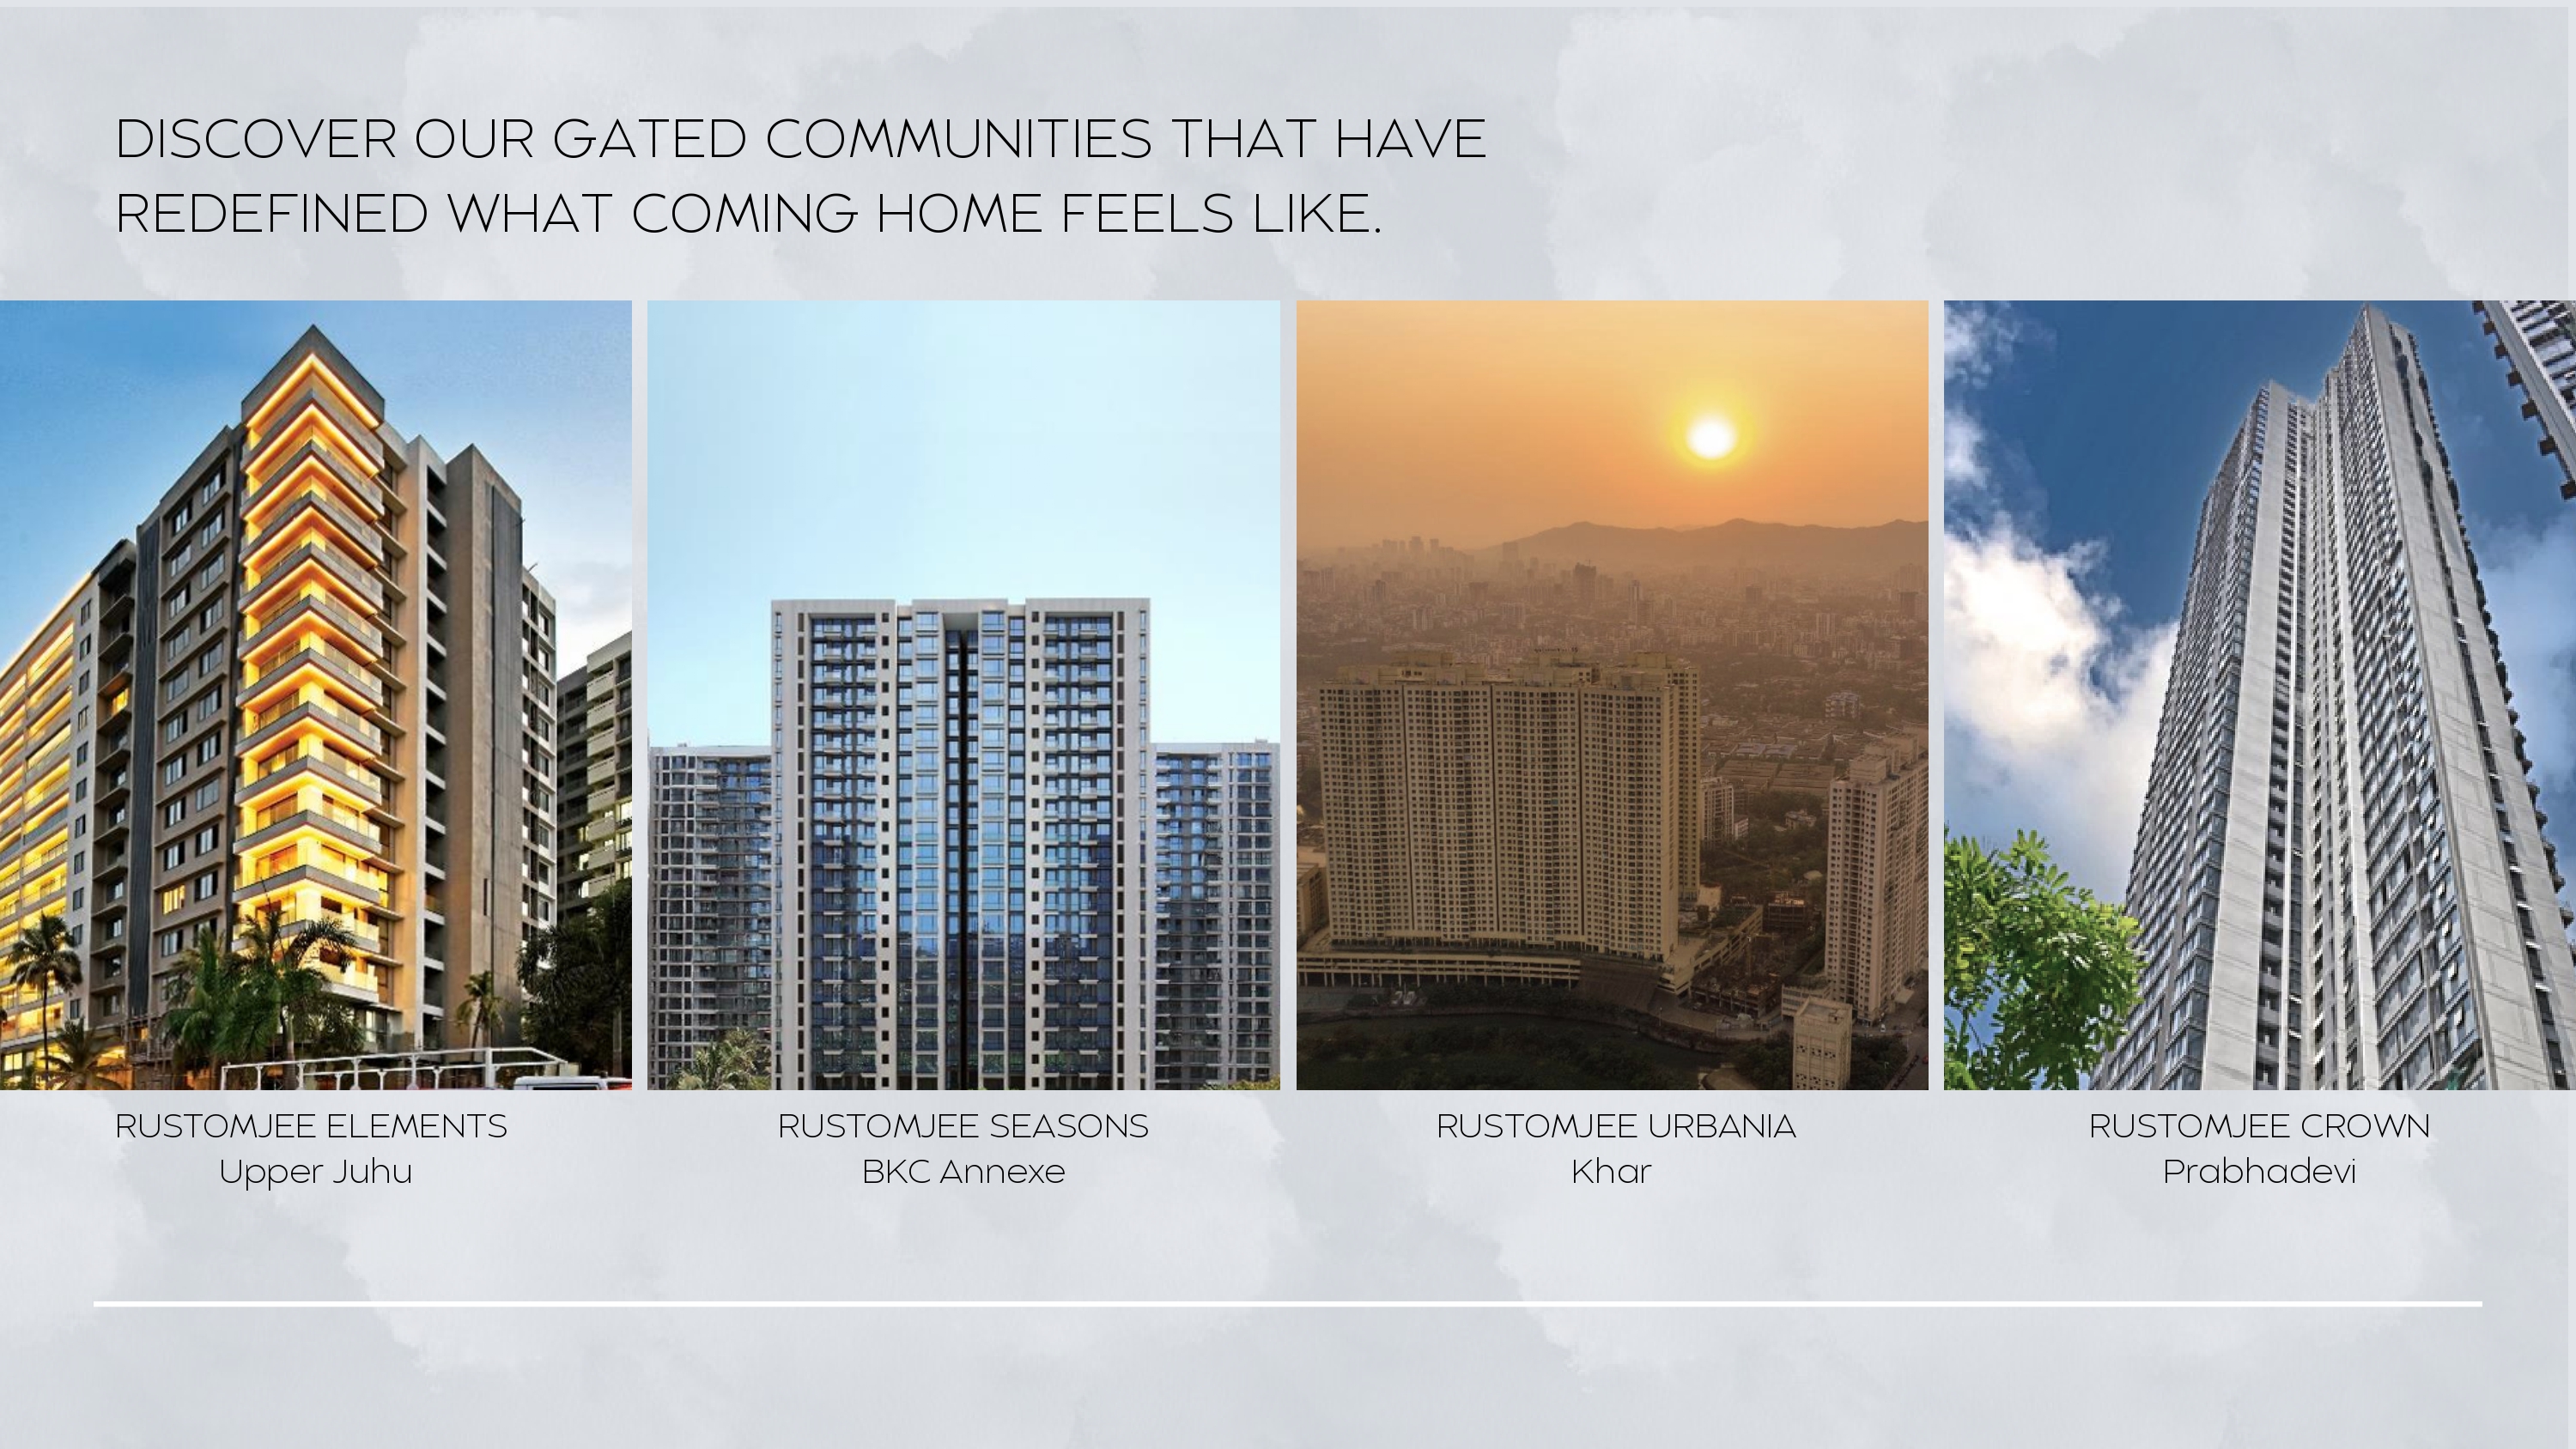 DISCOVER OUR GATED COMMUNITIES THAT HAVE
REDEFINED WHAT COMING HOME FEELS LIKE.
RUSTOMJEE ELEMENTS
Upper Juhu
RUSTOMJEE SEASONS
BKC Annexe
RUSTOMJEE URBANIA
Khar
RUSTOMJEE CROWN
Prabhadevi